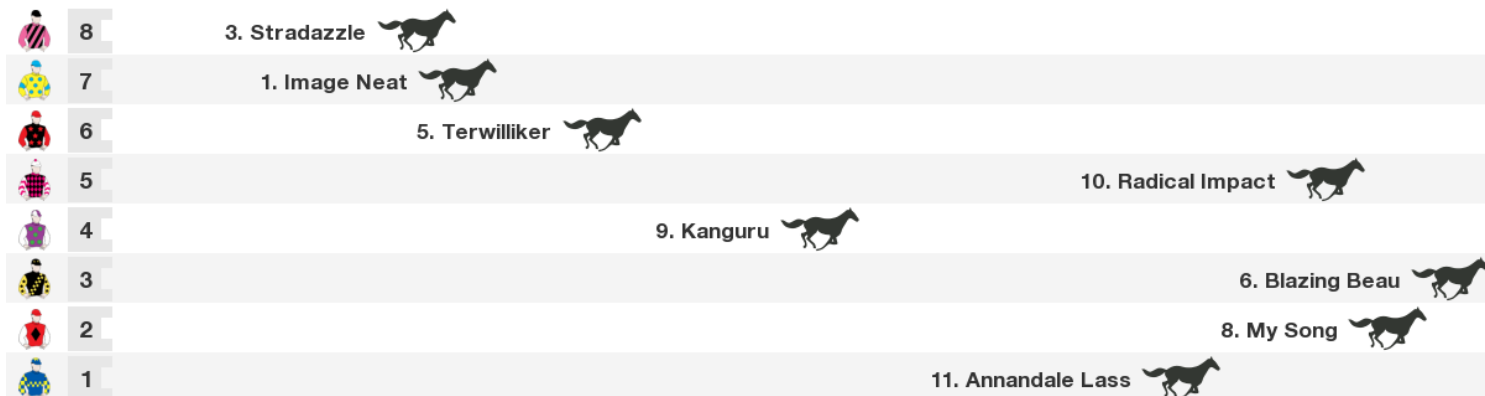 8 3. Stradazzle
7 1. Image Neat
6 5. Terwilliker
5 10. Radical Impact
4 9. Kanguru
3 6. Blazing Beau
2 8. My Song
1 11. Annandale Lass